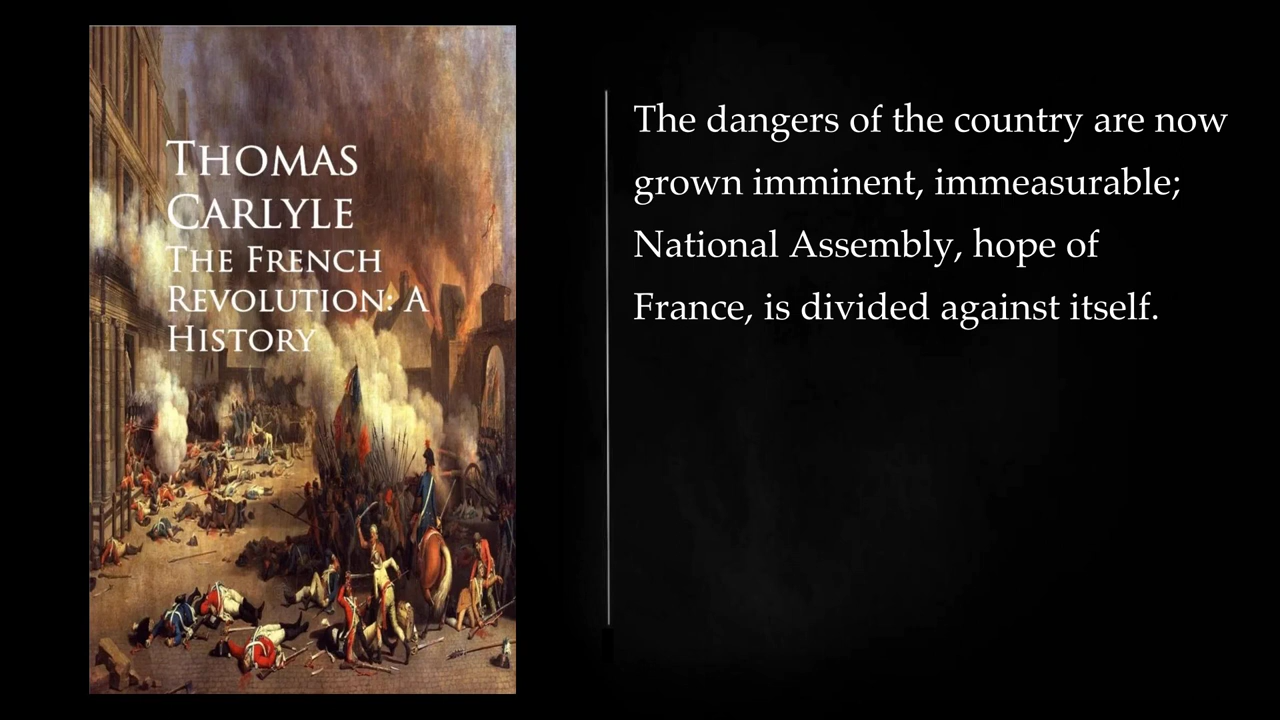 THOMAS
CARLYLE
THE FRENCH
REVOLUTION: A
HISTORY
The dangers of the country are now
grown imminent, immeasurable;
National Assembly, hope of
France, is divided against itself.